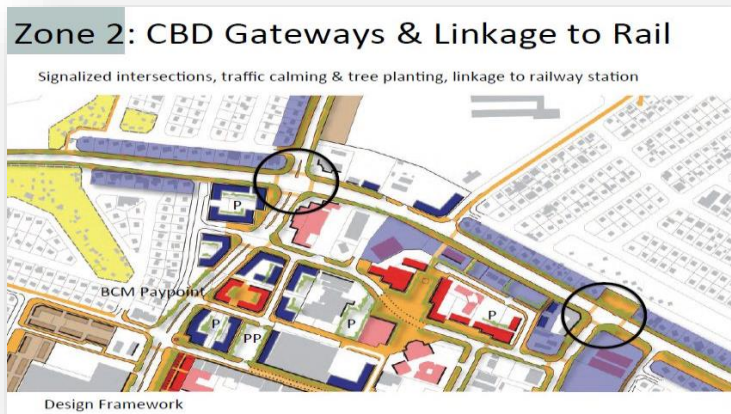 Zone 2: CBD Gateways & Linkage to Rail
Signalized intersections, traffic calming & tree planting, linkage to railway station
P
BCM Paypoint
P
PP
P
P
Design Framework